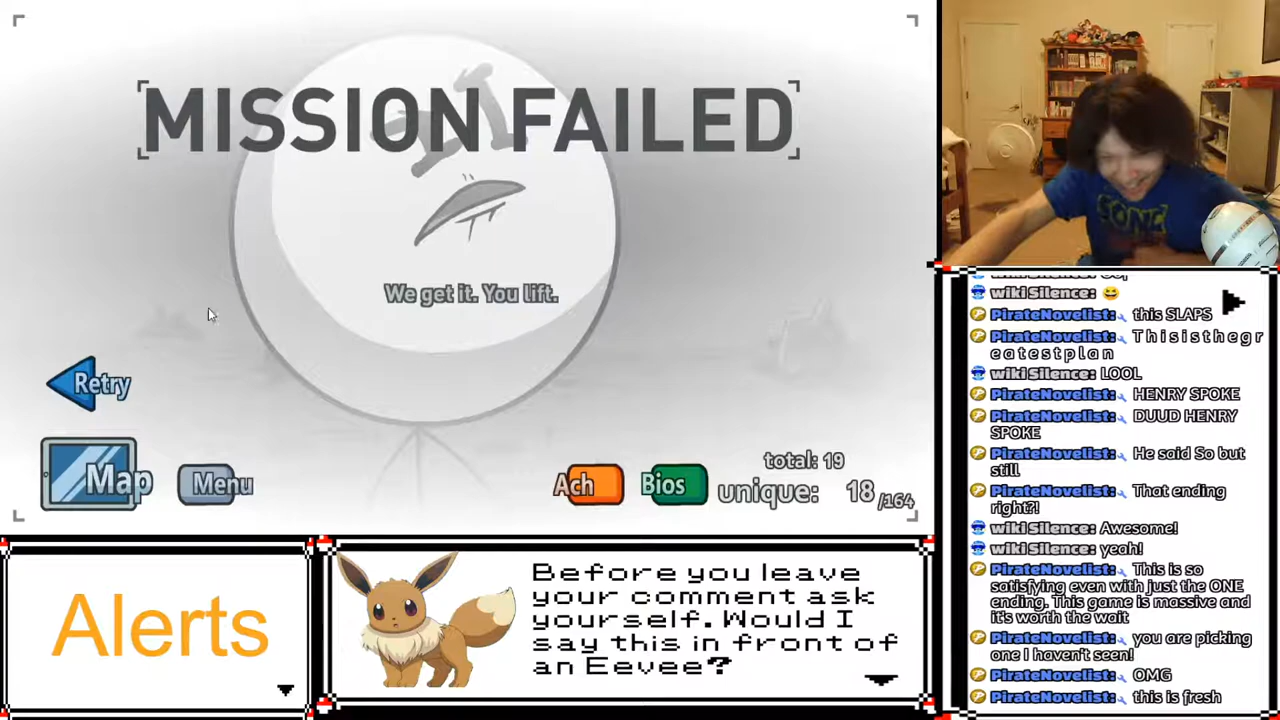 MISSION FAILED
We get it. You lift.
Retry
Map
Menu
Ach
Bios
total: 19
unique: 18 /164
Alerts
Before you leave
your comment ask
yourself. Would I
say this in front of
an Eevee?
SONIC
wikiSilence:
wikiSilence: 😆
PirateNovelist: this SLAPS
PirateNovelist: T h i s i s t h e g r
e a t e s t p l a n
wikiSilence: LOOL
PirateNovelist: HENRY SPOKE
PirateNovelist: DUUD HENRY
SPOKE
PirateNovelist: He said So but
still
PirateNovelist: That ending
right?!
wikiSilence: Awesome!
wikiSilence: yeah!
PirateNovelist: This is so
satisfying even with just the ONE
ending. This game is massive and
it's worth the wait
PirateNovelist: you are picking
one I haven't seen!
PirateNovelist: OMG
PirateNovelist: this is fresh